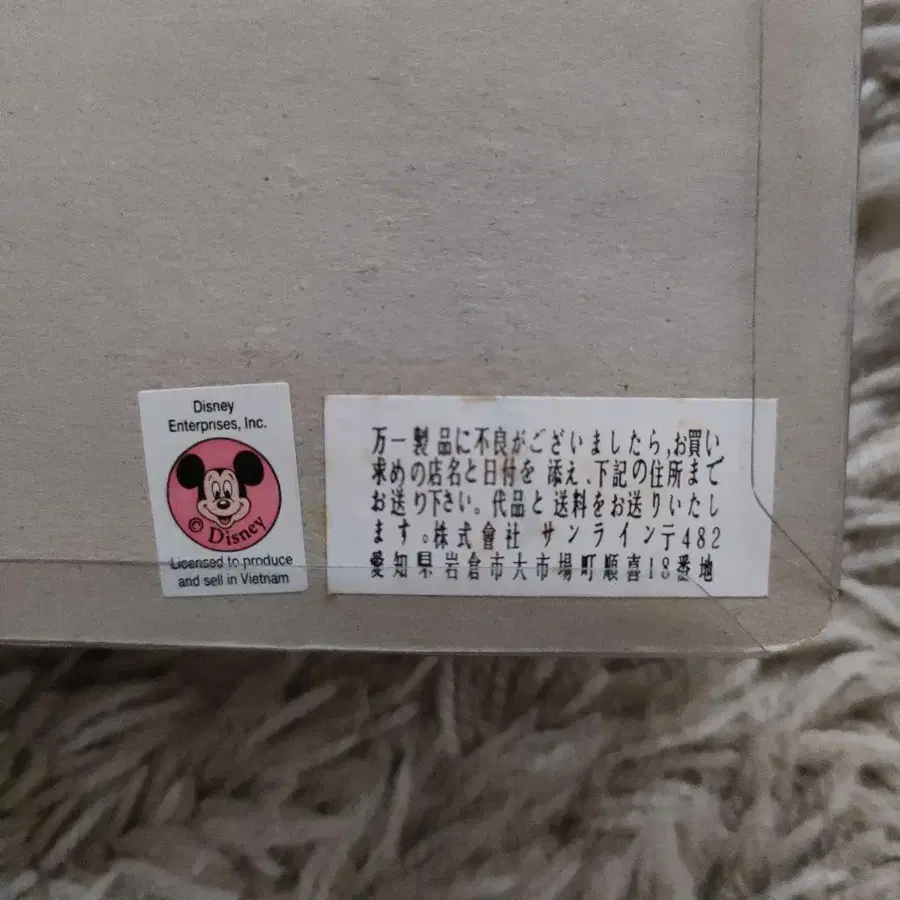 Disney
Enterprises, Inc.
© Disney
Licensed to produce
and sell in Vietnam
万一製品に不良がございましたら,お買い
求めの店名と日付を添え、下記の住所まで
お送り下さい。代品と送料をお送りいたし
ます。株式會社サンライン〒482
愛知県岩倉市大市場町順喜18番地